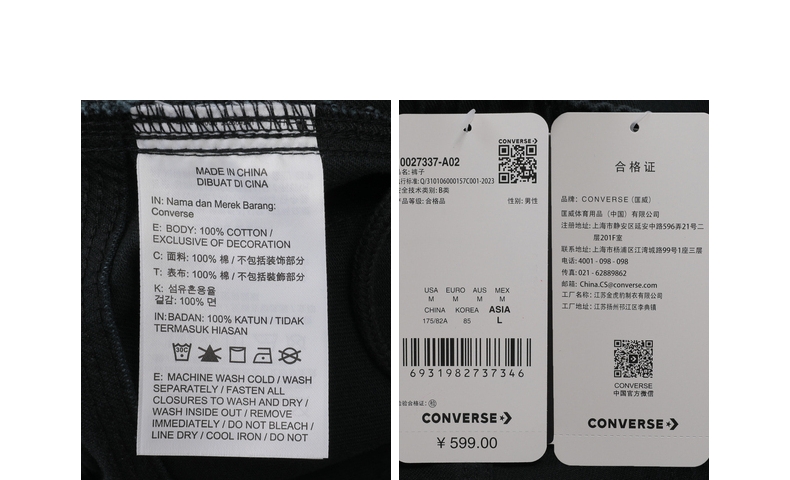 MADE IN CHINA
DIBUAT DI CINA
IN: Nama dan Merek Barang:
Converse
E: BODY: 100% COTTON /
EXCLUSIVE OF DECORATION
C: 面料: 100% 棉 / 不包括装饰部分
T: 表布: 100% 棉 / 不包括裝飾部分
K: 섬유혼용율
겉감: 100% 면
IN:BADAN: 100% KATUN / TIDAK
TERMASUK HIASAN
30C
E: MACHINE WASH COLD / WASH
SEPARATELY / FASTEN ALL
CLOSURES TO WASH AND DRY /
WASH INSIDE OUT / REMOVE
IMMEDIATELY / DO NOT BLEACH /
LINE DRY / COOL IRON / DO NOT
CONVERSE
0027337-A02
名: 裤子
行标准: Q/310106000157C001-2023
安全技术类别: B类
产品等级: 合格品
性别: 男性
USA EURO AUS MEX
M M M M
CHINA KOREA ASIA
175/82A 85 L
6931982737346
检验合格证: 检
CONVERSE
¥ 599.00
合格证
品牌: CONVERSE (匡威)
匡威体育用品（中国）有限公司
注册地址: 上海市静安区延安中路596弄21号二
层201F室
联系地址: 上海市杨浦区江湾城路99号1座三层
电话: 4001 - 098 - 098
传真: 021 - 62889862
邮箱: China.CS@converse.com
工厂名称: 江苏金虎豹制衣有限公司
工厂地址: 江苏扬州邗江区李典镇
CONVERSE
中国官方微信
CONVERSE